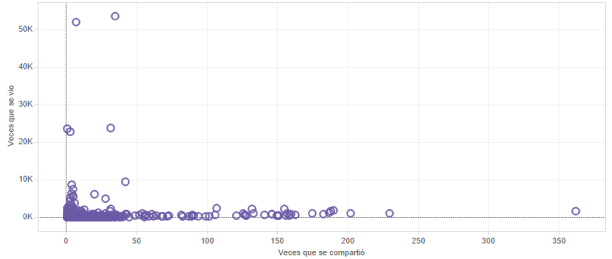 50K
40K
30K
20K
10K
0K
Veces que se vio
0
50
100
150
200
250
300
350
Veces que se compartió